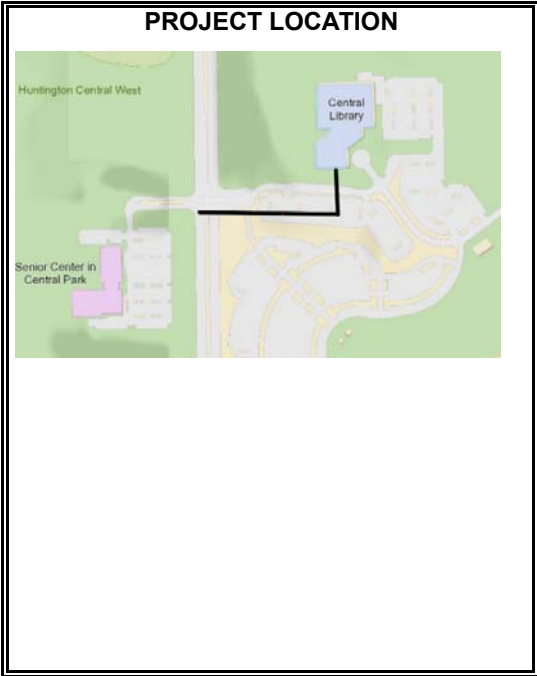 PROJECT LOCATION
Huntington Central West
Central
Library
Senior Center in
Central Park